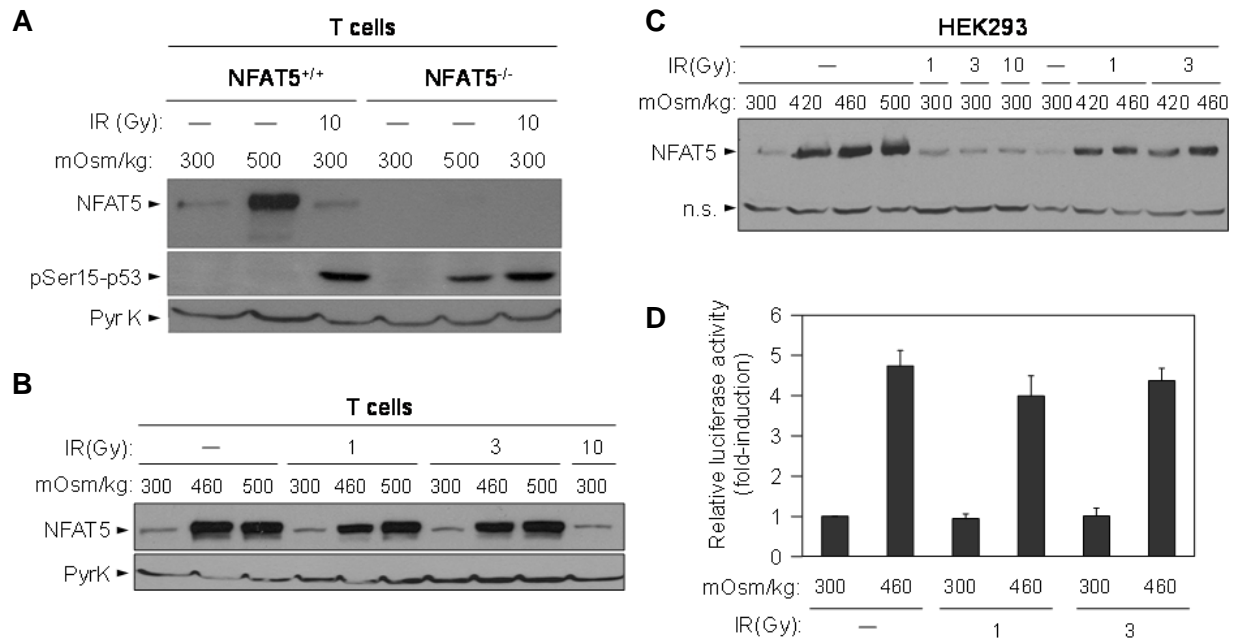 A
T cells
NFAT5+/+ NFAT5-/-
IR (Gy): — — 10 — — 10
mOsm/kg: 300 500 300 300 500 300
NFAT5 ►
pSer15-p53 ►
Pyr K ►
B
T cells
IR(Gy): — 1 3 10
mOsm/kg: 300 460 500 300 460 500 300 460 500 300
NFAT5 ►
PyrK ►
C
HEK293
IR(Gy): — 1 3 10 — 1 3
mOsm/kg: 300 420 460 500 300 300 300 300 420 460 420 460
NFAT5 ►
n.s. ►
D
Relative luciferase activity
(fold-induction)
6
5
4
3
2
1
0
mOsm/kg: 300 460 300 460 300 460
IR(Gy): — 1 3